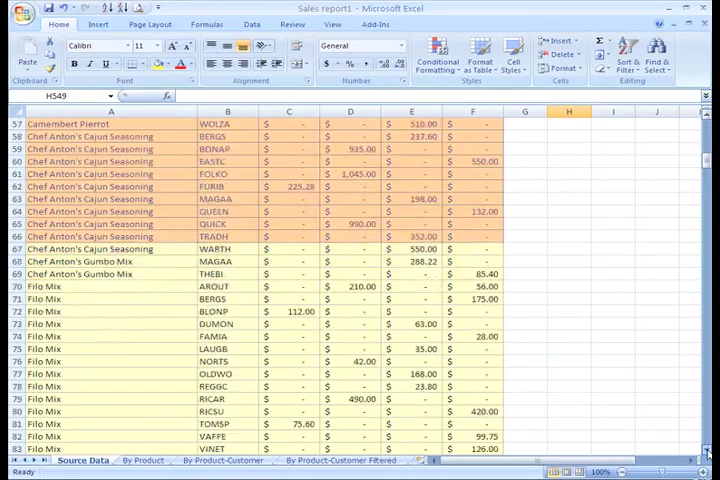 Sales report1 - Microsoft Excel
Home Insert Page Layout Formulas Data Review View Add-Ins
Calibri 11 General Insert
Paste Conditional Formatting Format as Table Cell Styles Delete Sort & Filter Find & Select
B I U $ % , Format
Clipboard Font Alignment Number Styles Cells Editing
H549 fx
A B C D E F G H I J K
57 Camembert Pierrot WOLZA $ - $ - $ 510.00 $ -
58 Chef Anton's Cajun Seasoning BERGS $ - $ - $ 237.60 $ -
59 Chef Anton's Cajun Seasoning BONAP $ - $ 935.00 $ - $ -
60 Chef Anton's Cajun Seasoning EASTC $ - $ - $ - $ 550.00
61 Chef Anton's Cajun Seasoning FOLKO $ - $ 1,045.00 $ - $ -
62 Chef Anton's Cajun Seasoning FURIB $ 225.28 $ - $ - $ -
63 Chef Anton's Cajun Seasoning MAGAA $ - $ - $ 198.00 $ -
64 Chef Anton's Cajun Seasoning QUEEN $ - $ - $ - $ 132.00
65 Chef Anton's Cajun Seasoning QUICK $ - $ 990.00 $ - $ -
66 Chef Anton's Cajun Seasoning TRADH $ - $ - $ 352.00 $ -
67 Chef Anton's Cajun Seasoning WARTH $ - $ - $ 550.00 $ -
68 Chef Anton's Gumbo Mix MAGAA $ - $ - $ 288.22 $ -
69 Chef Anton's Gumbo Mix THEBI $ - $ - $ - $ 85.40
70 Filo Mix AROUT $ - $ 210.00 $ - $ 56.00
71 Filo Mix BERGS $ - $ - $ - $ 175.00
72 Filo Mix BLONP $ 112.00 $ - $ - $ -
73 Filo Mix DUMON $ - $ - $ 63.00 $ -
74 Filo Mix FAMIA $ - $ - $ - $ 28.00
75 Filo Mix LAUGB $ - $ - $ 35.00 $ -
76 Filo Mix NORTS $ - $ 42.00 $ - $ -
77 Filo Mix OLDWO $ - $ - $ 168.00 $ -
78 Filo Mix REGGC $ - $ - $ 23.80 $ -
79 Filo Mix RICAR $ - $ 490.00 $ - $ -
80 Filo Mix RICSU $ - $ - $ - $ 420.00
81 Filo Mix TOMSP $ 75.60 $ - $ - $ -
82 Filo Mix VAFFE $ - $ - $ - $ 99.75
83 Filo Mix VINET $ - $ - $ - $ 126.00
Source Data By Product By Product-Customer By Product-Customer Filtered
Ready 100%